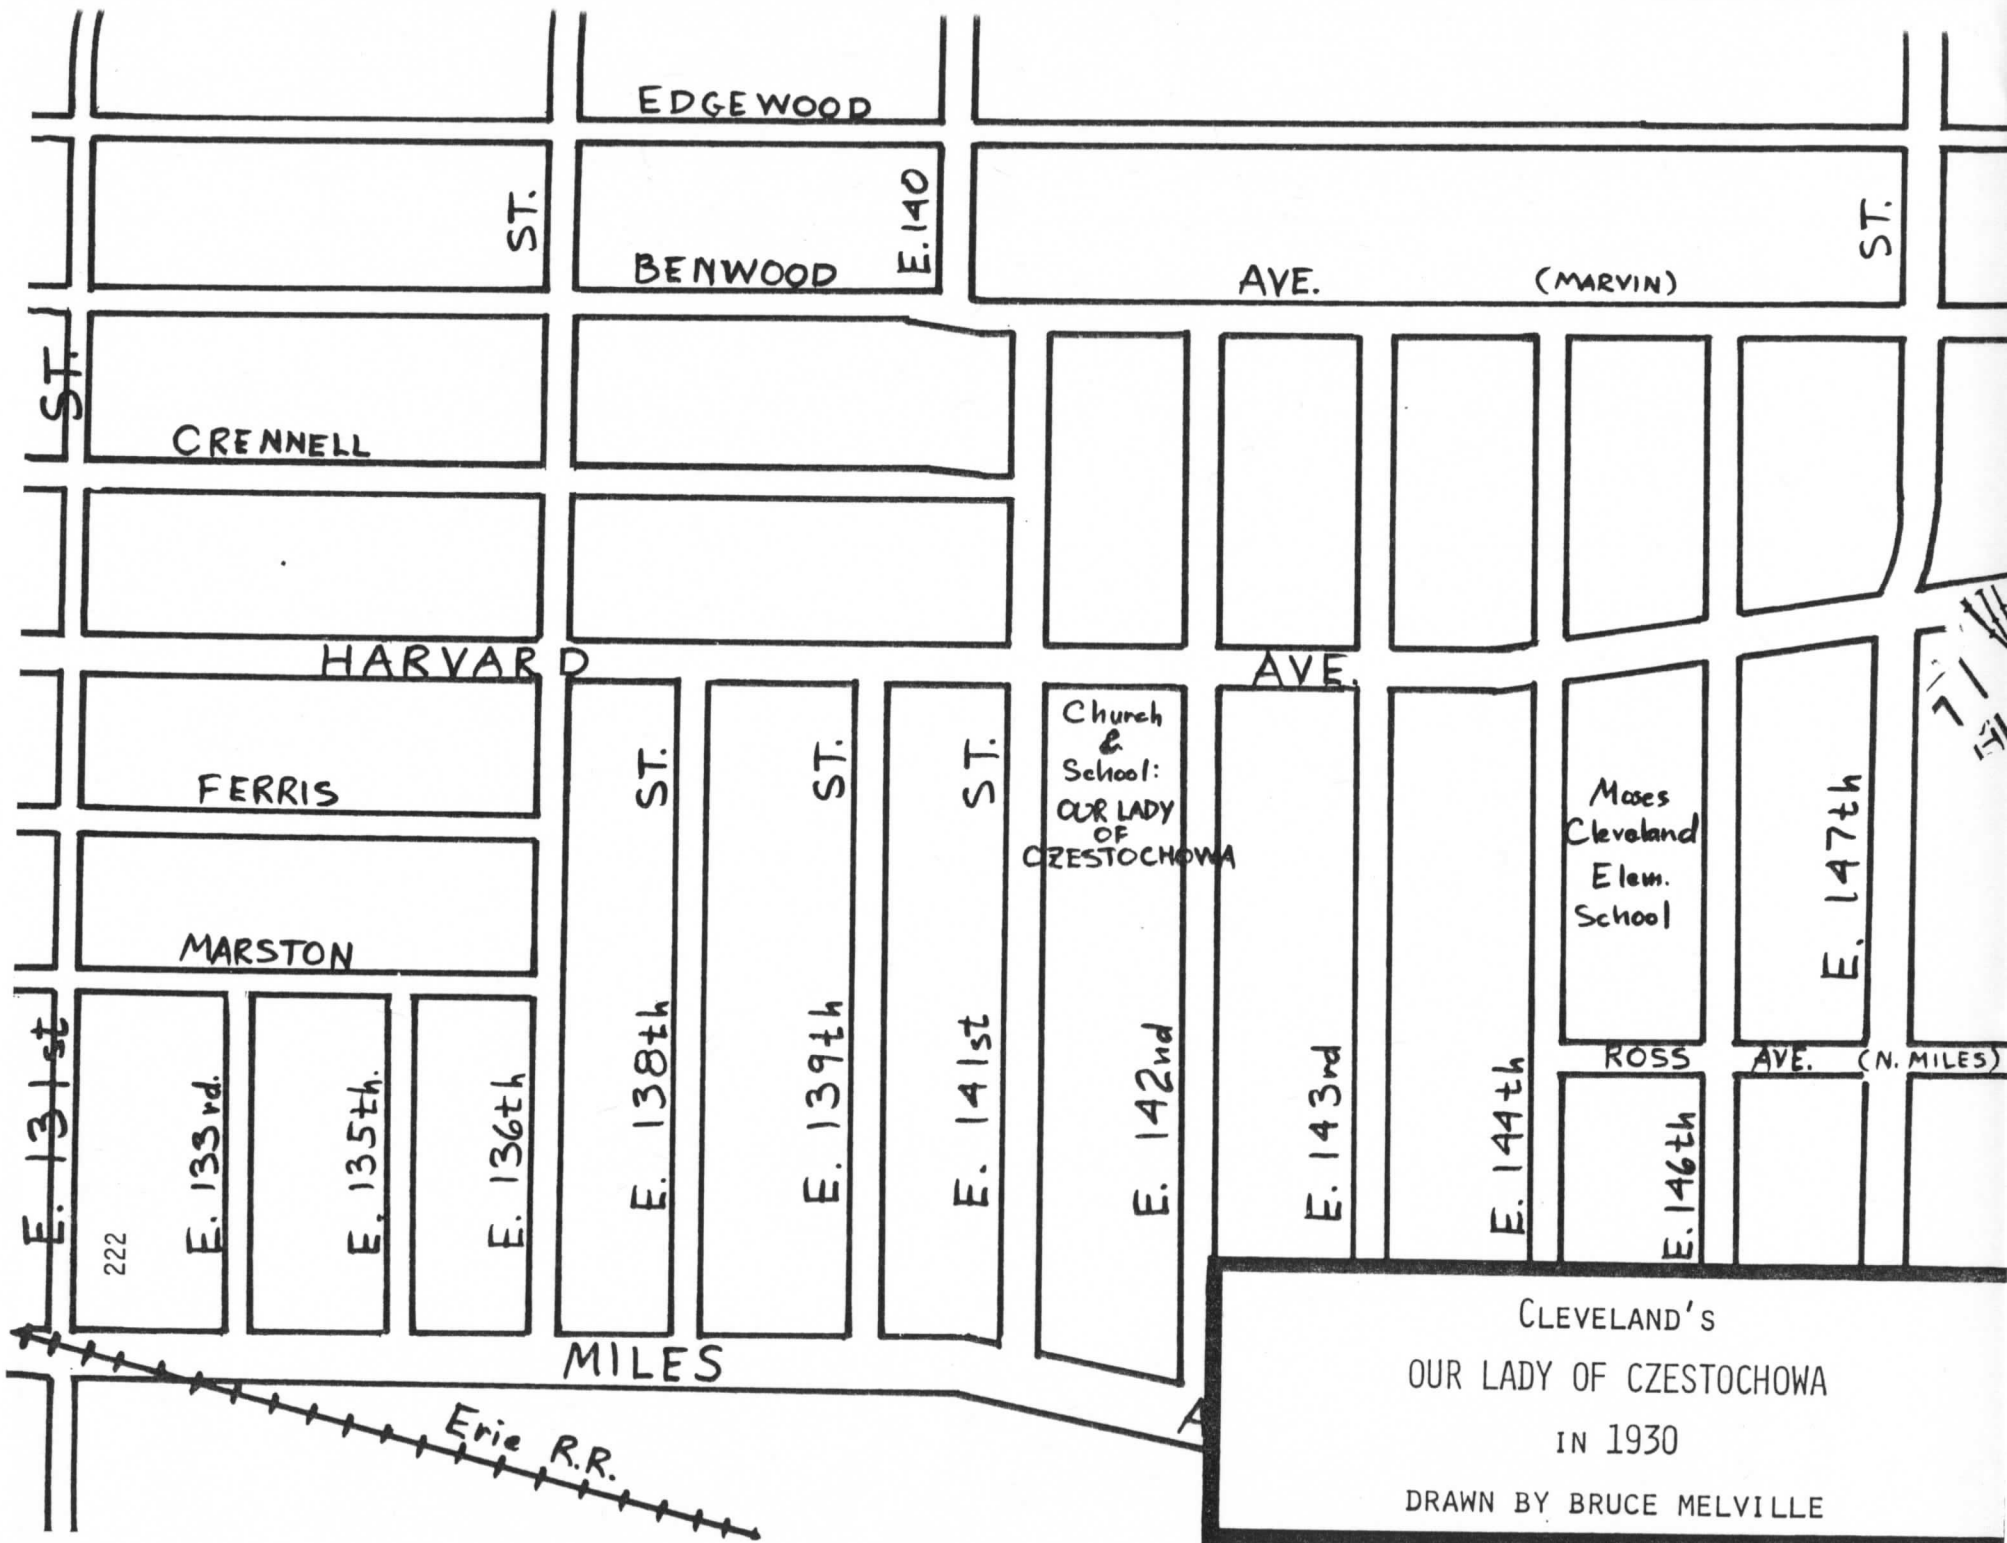 EDGEWOOD
ST.
E. 140
ST.
BENWOOD AVE. (MARVIN)
ST.
CRENNELL
HARVARD AVE.
FERRIS
MARSTON
ST.
ST.
ST.
Church
&
School:
OUR LADY
OF
CZESTOCHOWA
Moses
Cleveland
Elem.
School
E. 147th
ROSS AVE. (N. MILES)
E. 131st
E. 133rd.
E. 135th.
E. 136th
E. 138th
E. 139th
E. 141st
E. 142nd
E. 143rd
E. 144th
E. 146th
222
MILES A
Erie R.R.
CLEVELAND'S
OUR LADY OF CZESTOCHOWA
IN 1930
DRAWN BY BRUCE MELVILLE